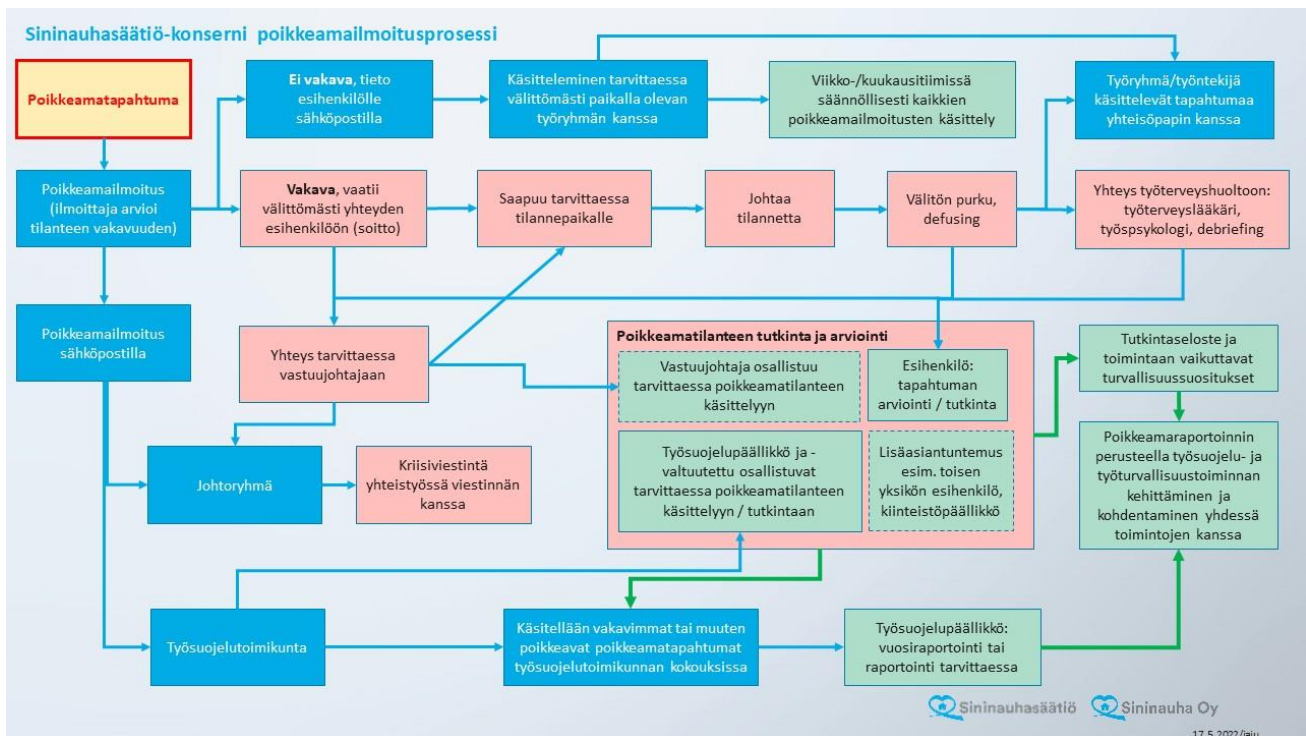 Sininauhasäätiö-konserni poikkeamailmoitusprosessi
Poikkeamatapahtuma
Ei vakava, tieto
esihenkilölle
sähköpostilla
Käsitteleminen tarvittaessa
välittömästi paikalla olevan
työryhmän kanssa
Viikko-/kuukausitiimissä
säännöllisesti kaikkien
poikkeamailmoitusten käsittely
Työryhmä/työntekijä
käsittelevät tapahtumaa
yhteisöpapin kanssa
Poikkeamailmoitus
(ilmoittaja arvioi
tilanteen vakavuuden)
Vakava, vaatii
välittömästi yhteyden
esihenkilöön (soitto)
Saapuu tarvittaessa
tilannepaikalle
Johtaa
tilannetta
Välitön purku,
defusing
Yhteys työterveyshuoltoon:
työterveyslääkäri,
työspsykologi, debriefing
Poikkeamailmoitus
sähköpostilla
Yhteys tarvittaessa
vastuujohtajaan
Poikkeamatilanteen tutkinta ja arviointi
Vastuujohtaja osallistuu
tarvittaessa poikkeamatilanteen
käsittelyyn
Esihenkilö:
tapahtuman
arviointi / tutkinta
Työsuojelupäällikkö ja -
valtuutettu osallistuvat
tarvittaessa poikkeamatilanteen
käsittelyyn / tutkintaan
Lisäasiantuntemus
esim. toisen
yksikön esihenkilö,
kiinteistöpäällikkö
Tutkintaseloste ja
toimintaan vaikuttavat
turvallisuussuositukset
Poikkeamaraportoinnin
perusteella työsuojelu- ja
työturvallisuustoiminnan
kehittäminen ja
kohdentaminen yhdessä
toimintojen kanssa
Johtoryhmä
Kriisiviestintä
yhteistyössä viestinnän
kanssa
Työsuojelutoimikunta
Käsitellään vakavimmat tai muuten
poikkeavat poikkeamatapahtumat
työsuojelutoimikunnan kokouksissa
Työsuojelupäällikkö:
vuosiraportointi tai
raportointi tarvittaessa
Sininauhasäätiö
Sininauha Oy
17.5.2022/jaju